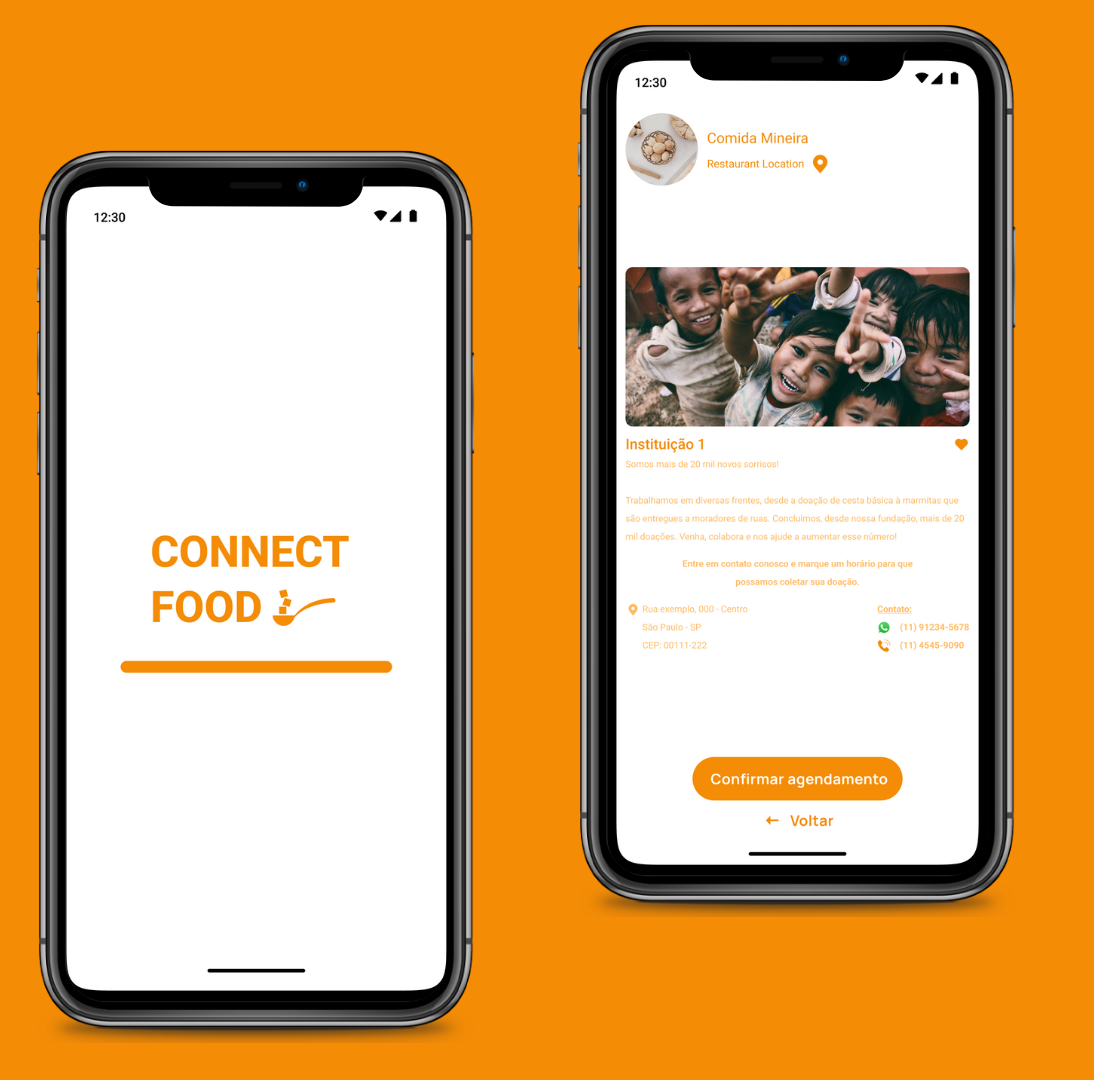 12:30
CONNECT
FOOD
12:30
Comida Mineira
Restaurant Location
Instituição 1
Somos mais de 20 mil novos sorrisos!
Trabalhamos em diversas frentes, desde a doação de cesta básica à marmitas que
são entregues a moradores de ruas. Concluímos, desde nossa fundação, mais de 20
mil doações. Venha, colabora e nos ajude a aumentar esse número!
Entre em contato conosco e marque um horário para que
possamos coletar sua doação.
Rua exemplo, 000 - Centro
São Paulo - SP
CEP: 00111-222
Contato:
(11) 91234-5678
(11) 4545-9090
Confirmar agendamento
← Voltar